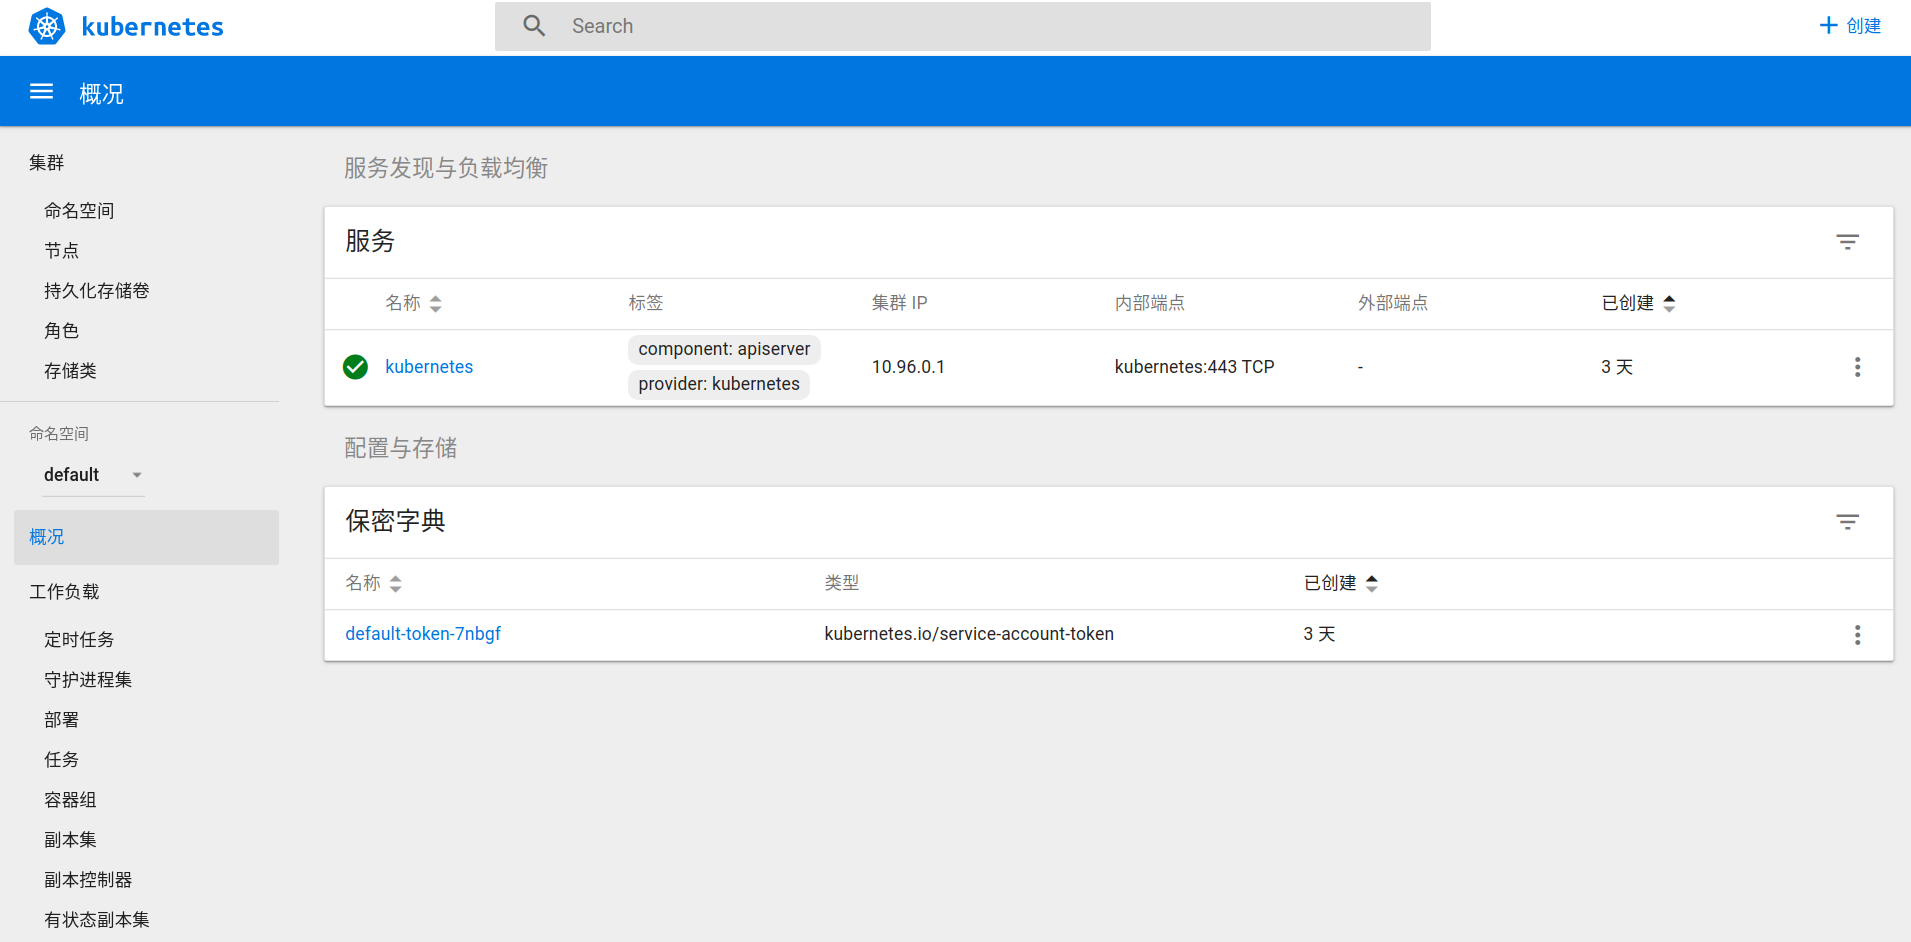 kubernetes
Search
创建
概况
集群
命名空间
节点
持久化存储卷
角色
存储类
命名空间
default
概况
工作负载
定时任务
守护进程集
部署
任务
容器组
副本集
副本控制器
有状态副本集
服务发现与负载均衡
服务
名称 标签 集群 IP 内部端点 外部端点 已创建
kubernetes component: apiserver provider: kubernetes 10.96.0.1 kubernetes:443 TCP - 3 天
配置与存储
保密字典
名称 类型 已创建
default-token-7nbgf kubernetes.io/service-account-token 3 天